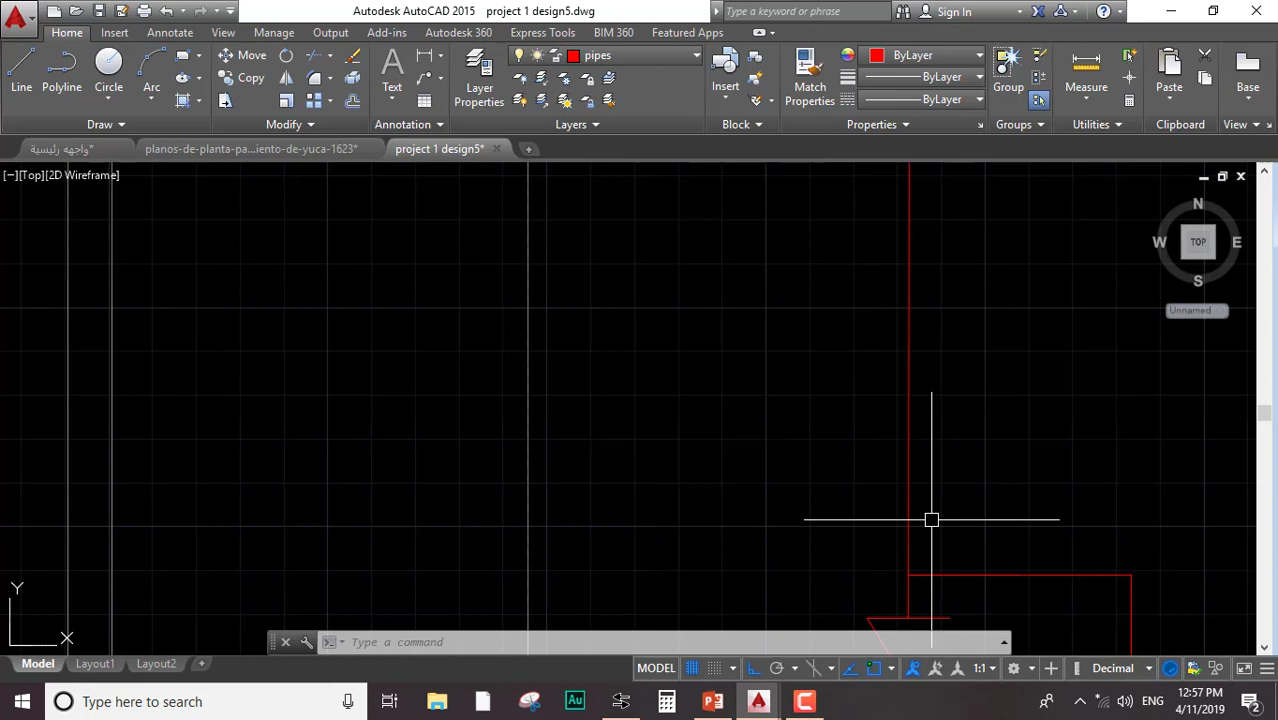 Autodesk AutoCAD 2015 project 1 design5.dwg
Type a keyword or phrase
Sign In
Home Insert Annotate View Manage Output Add-ins Autodesk 360 Express Tools BIM 360 Featured Apps
Line Polyline Circle Arc
Move
Copy
Text
Layer Properties
pipes
Insert
Match Properties
ByLayer
ByLayer
ByLayer
Group
Measure
Paste
Base
Draw Modify Annotation Layers Block Properties Groups Utilities Clipboard View
واجهه رئيسية*
planos-de-planta-pa...iento-de-yuca-1623*
project 1 design5*
[−][Top][2D Wireframe]
N
W TOP E
S
Unnamed
Y
X
Type a command
Model Layout1 Layout2
MODEL 1:1 Decimal
Type here to search
Au
ENG
12:57 PM
4/11/2019
2